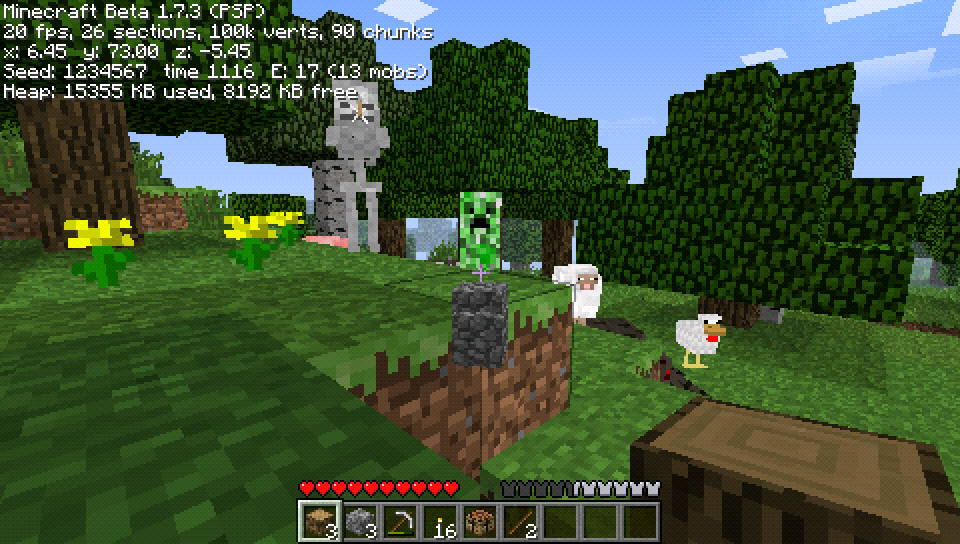 Minecraft Beta 1.7.3 (PSP)
20 fps, 26 sections, 100k verts, 90 chunks
x: 6.45 y: 73.00 z: -5.45
Seed: 1234567 time 1116 E: 17 (13 mobs)
Heap: 15355 KB used, 8192 KB free
3 3 16 2